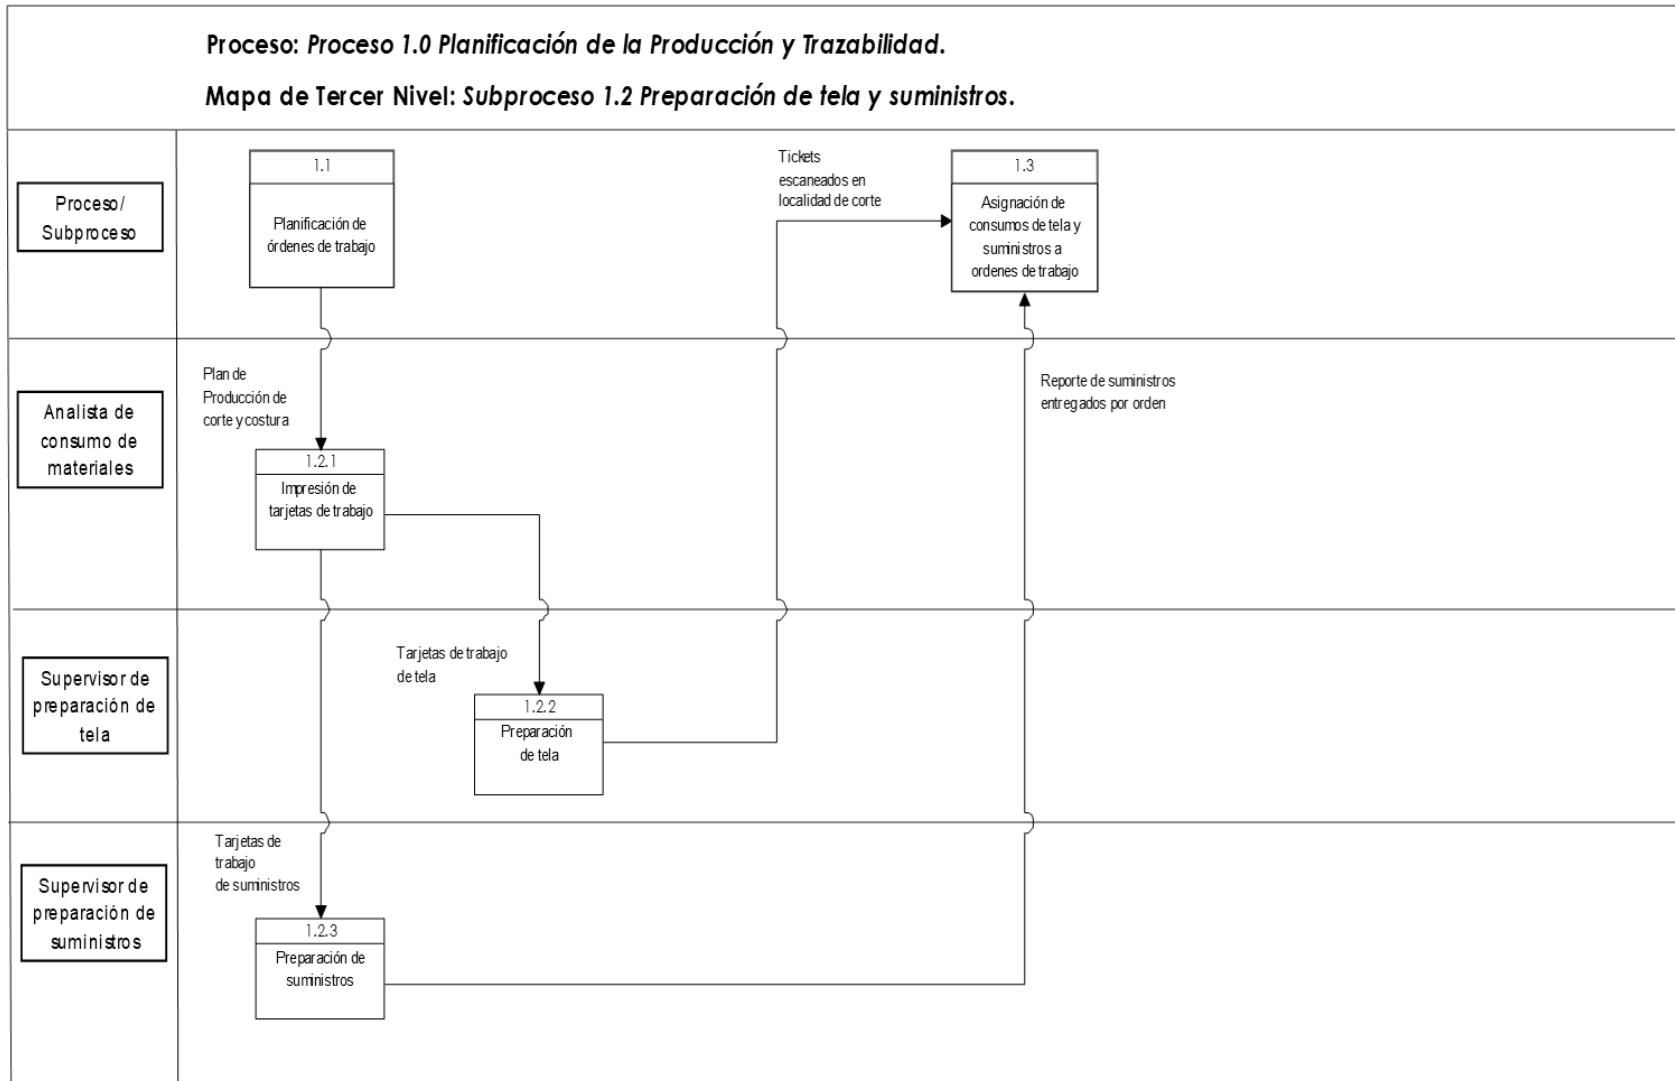 Proceso: Proceso 1.0 Planificación de la Producción y Trazabilidad.
Mapa de Tercer Nivel: Subproceso 1.2 Preparación de tela y suministros.
Proceso/
Subproceso
1.1
Planificación de
órdenes de trabajo
Tickets
escaneados en
localidad de corte
1.3
Asignación de
consumos de tela y
suministros a
ordenes de trabajo
Analista de
consumo de
materiales
Plan de
Producción de
corte y costura
Reporte de suministros
entregados por orden
1.2.1
Impresión de
tarjetas de trabajo
Supervisor de
preparación de
tela
Tarjetas de trabajo
de tela
1.2.2
Preparación
de tela
Supervisor de
preparación de
suministros
Tarjetas de
trabajo
de suministros
1.2.3
Preparación de
suministros